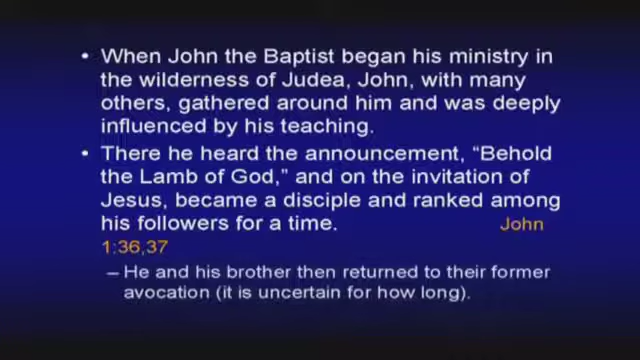 • When John the Baptist began his ministry in
the wilderness of Judea, John, with many
others, gathered around him and was deeply
influenced by his teaching.
• There he heard the announcement, “Behold
the Lamb of God,” and on the invitation of
Jesus, became a disciple and ranked among
his followers for a time. John
1:36,37
– He and his brother then returned to their former
avocation (it is uncertain for how long).